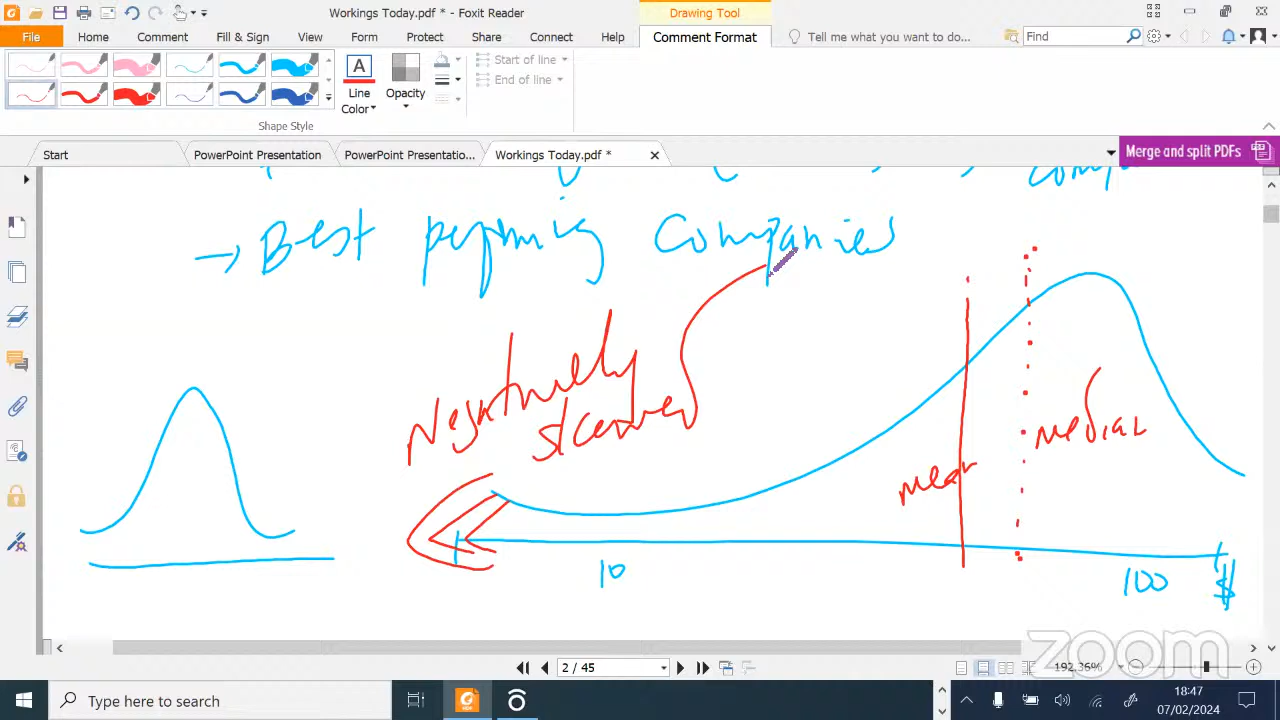 Workings Today.pdf * - Foxit Reader
Drawing Tool
File Home Comment Fill & Sign View Form Protect Share Connect Help Comment Format Tell me what you want to do... Find
Line Color
Opacity
Start of line
End of line
Shape Style
Start PowerPoint Presentation PowerPoint Presentatio... Workings Today.pdf * Merge and split PDFs
→ Best performing Companies
Negatively
skewed
mean
median
10
100
$
zoom
2 / 45
192.36%
Type here to search
18:47
07/02/2024